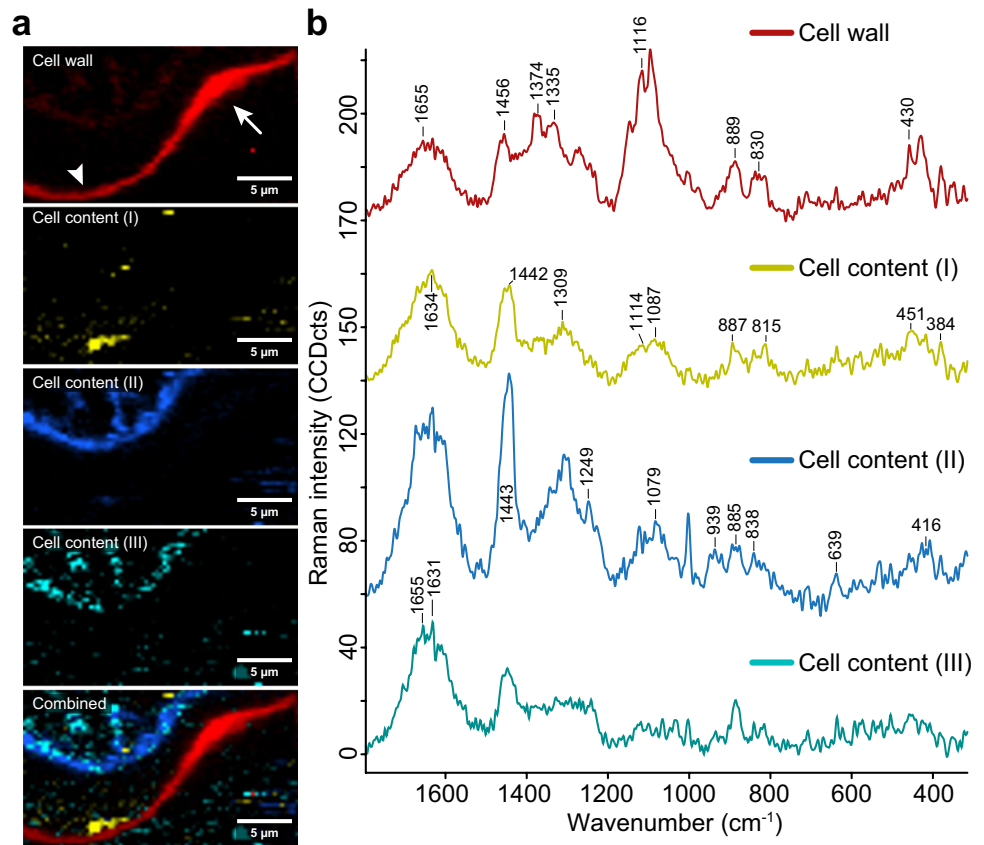 a
Cell wall
5 µm
Cell content (I)
5 µm
Cell content (II)
5 µm
Cell content (III)
5 µm
Combined
5 µm
b
Cell wall
1655
1456
1374
1335
1116
889
830
430
Cell content (I)
1634
1442
1309
1114
1087
887
815
451
384
Cell content (II)
1443
1249
1079
939
885
838
639
416
Cell content (III)
1655
1631
Raman intensity (CCDcts)
200
170
150
120
80
40
0
1600 1400 1200 1000 800 600 400
Wavenumber (cm⁻¹)